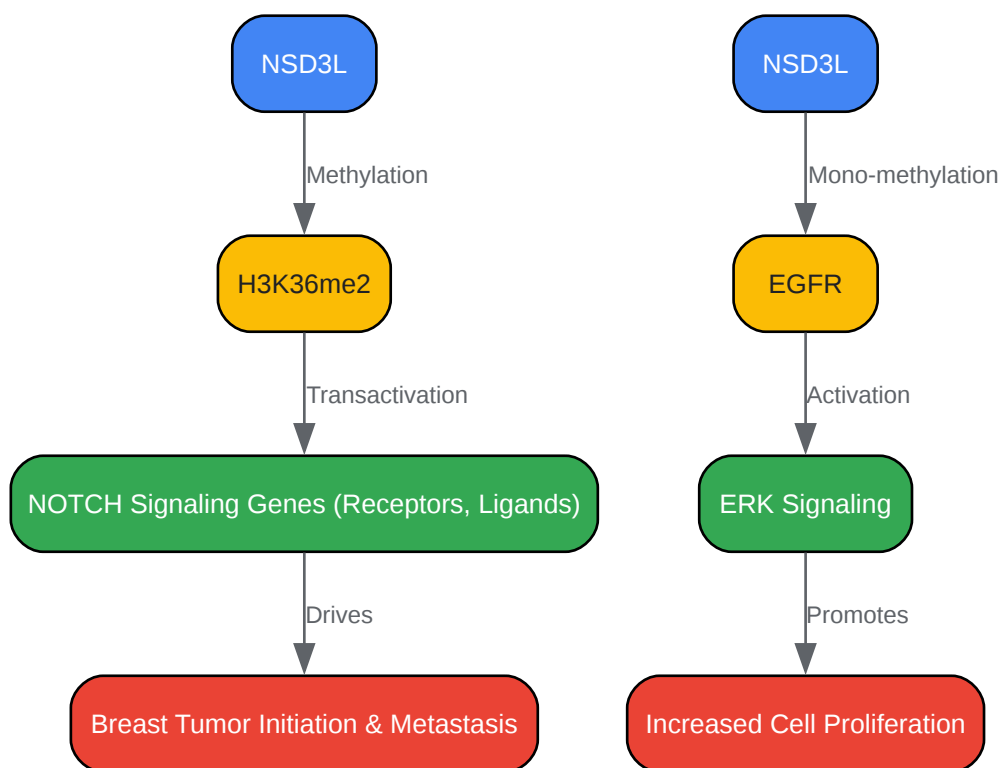 NSD3L
NSD3L
Methylation
Mono-methylation
H3K36me2
EGFR
Transactivation
Activation
NOTCH Signaling Genes (Receptors, Ligands)
ERK Signaling
Drives
Promotes
Breast Tumor Initiation & Metastasis
Increased Cell Proliferation